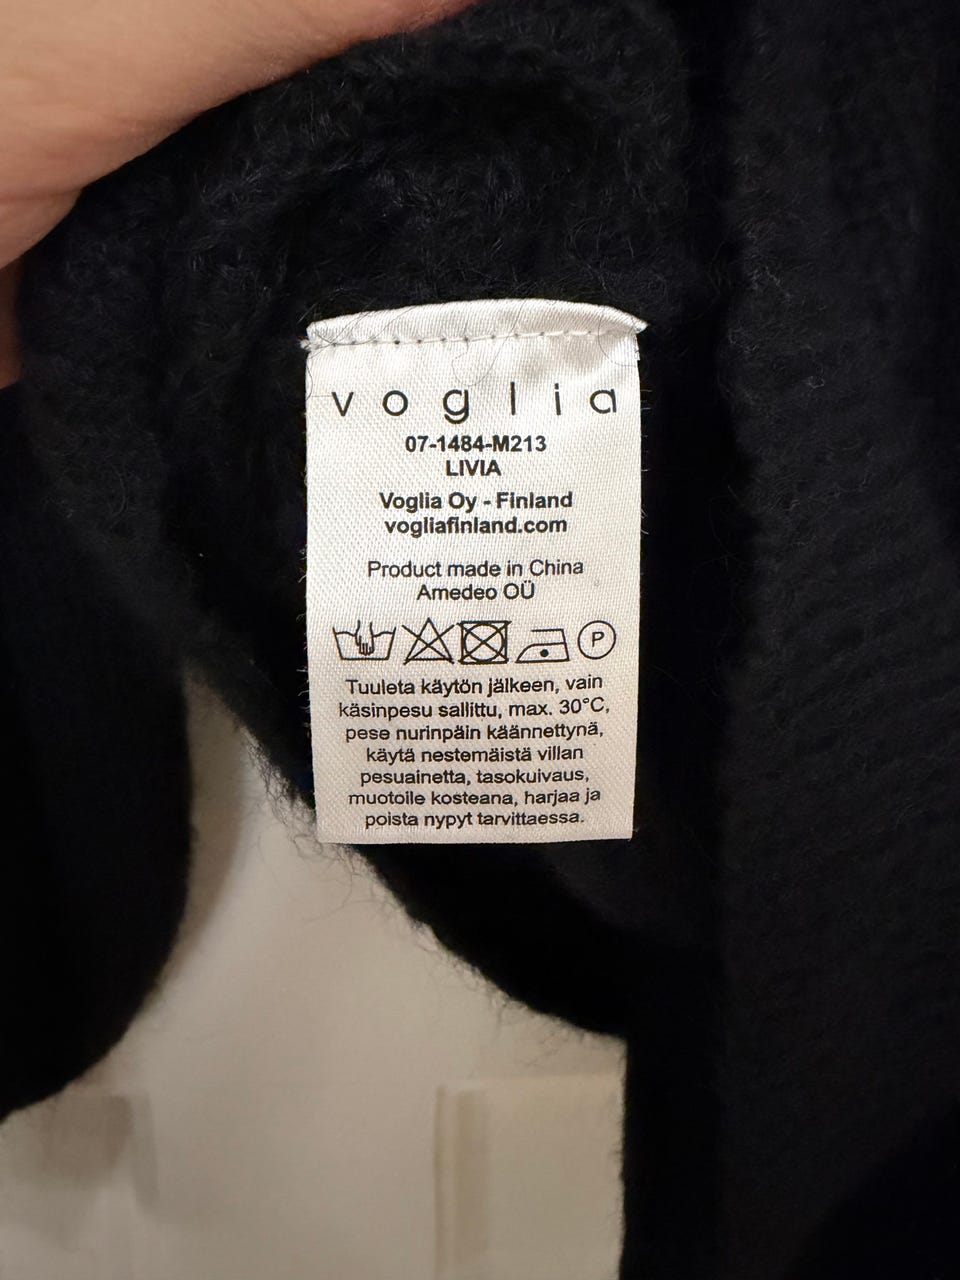 voglia
07-1484-M213
LIVIA
Voglia Oy - Finland
vogliafinland.com
Product made in China
Amedeo OÜ
P
Tuuleta käytön jälkeen, vain
käsinpesu sallittu, max. 30°C,
pese nurinpäin käännettynä,
käytä nestemäistä villan
pesuainetta, tasokuivaus,
muotoile kosteana, harjaa ja
poista nypyt tarvittaessa.